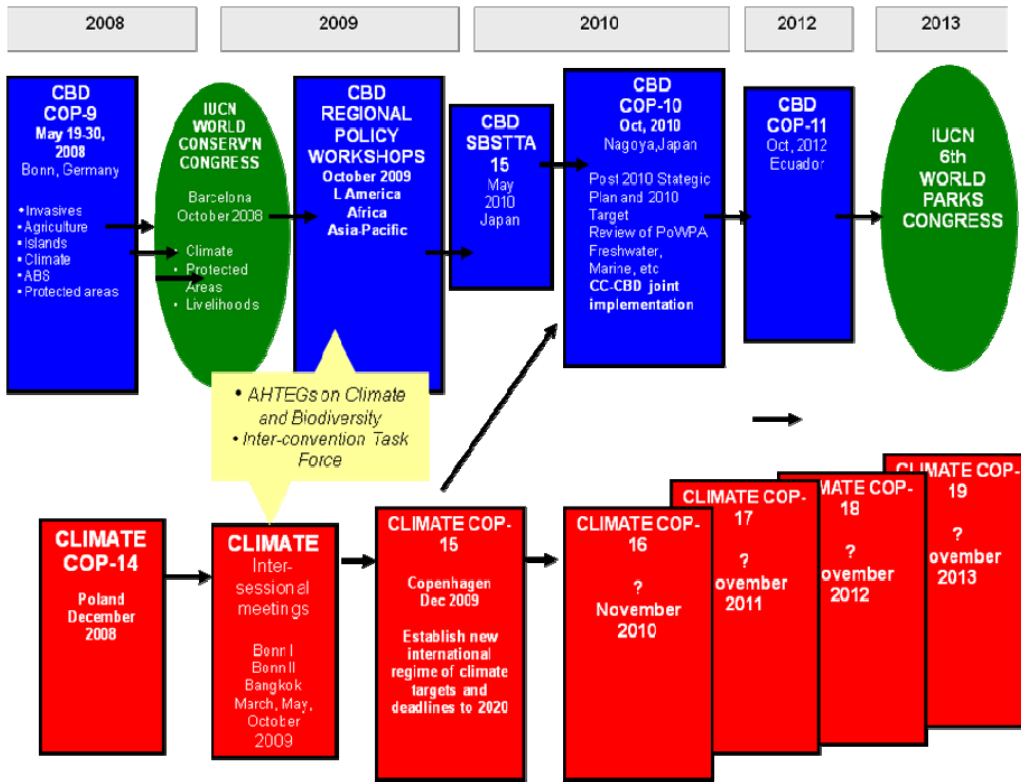 2008
2009
2010
2012
2013
CBD
COP-9
May 19-30,
2008
Bonn, Germany
•Invasives
•Agriculture
•Islands
•Climate
•ABS
•Protected areas
IUCN
WORLD
CONSERV'N
CONGRESS
Barcelona
October 2008
• Climate
• Protected
Areas
• Livelihoods
CBD
REGIONAL
POLICY
WORKSHOPS
October 2009
L America
Africa
Asia-Pacific
CBD
SBSTTA
15
May
2010
Japan
CBD
COP-10
Oct, 2010
Nagoya,Japan
Post 2010 Stategic
Plan and 2010
Target
Review of PoWPA
Freshwater,
Marine, etc
CC-CBD joint
implementation
CBD
COP-11
Oct, 2012
Ecuador
IUCN
6th
WORLD
PARKS
CONGRESS
• AHTEGs on Climate
and Biodiversity
• Inter-convention Task
Force
CLIMATE
COP-14
Poland
December
2008
CLIMATE
Inter-
sessional
meetings
Bonn I
Bonn II
Bangkok
March, May,
October
2009
CLIMATE COP-
15
Copenhagen
Dec 2009
Establish new
international
regime of climate
targets and
deadlines to 2020
CLIMATE COP-
16
?
November
2010
CLIMATE COP-
17
?
ovember
2011
IMATE COP-
18
?
ovember
2012
CLIMATE COP-
19
?
ovember
2013